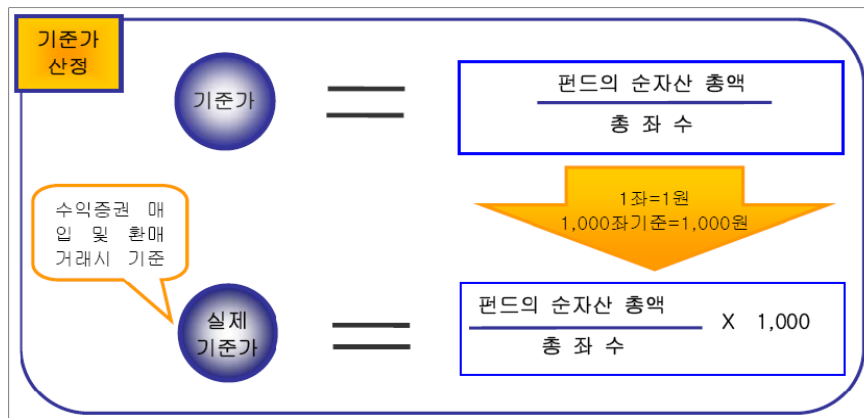 기준가
산정
기준가
펀드의 순자산 총액
총 좌 수
1좌=1원
1,000좌기준=1,000원
수익증권 매
입 및 환매
거래시 기준
실제
기준가
펀드의 순자산 총액
총 좌 수
X 1,000